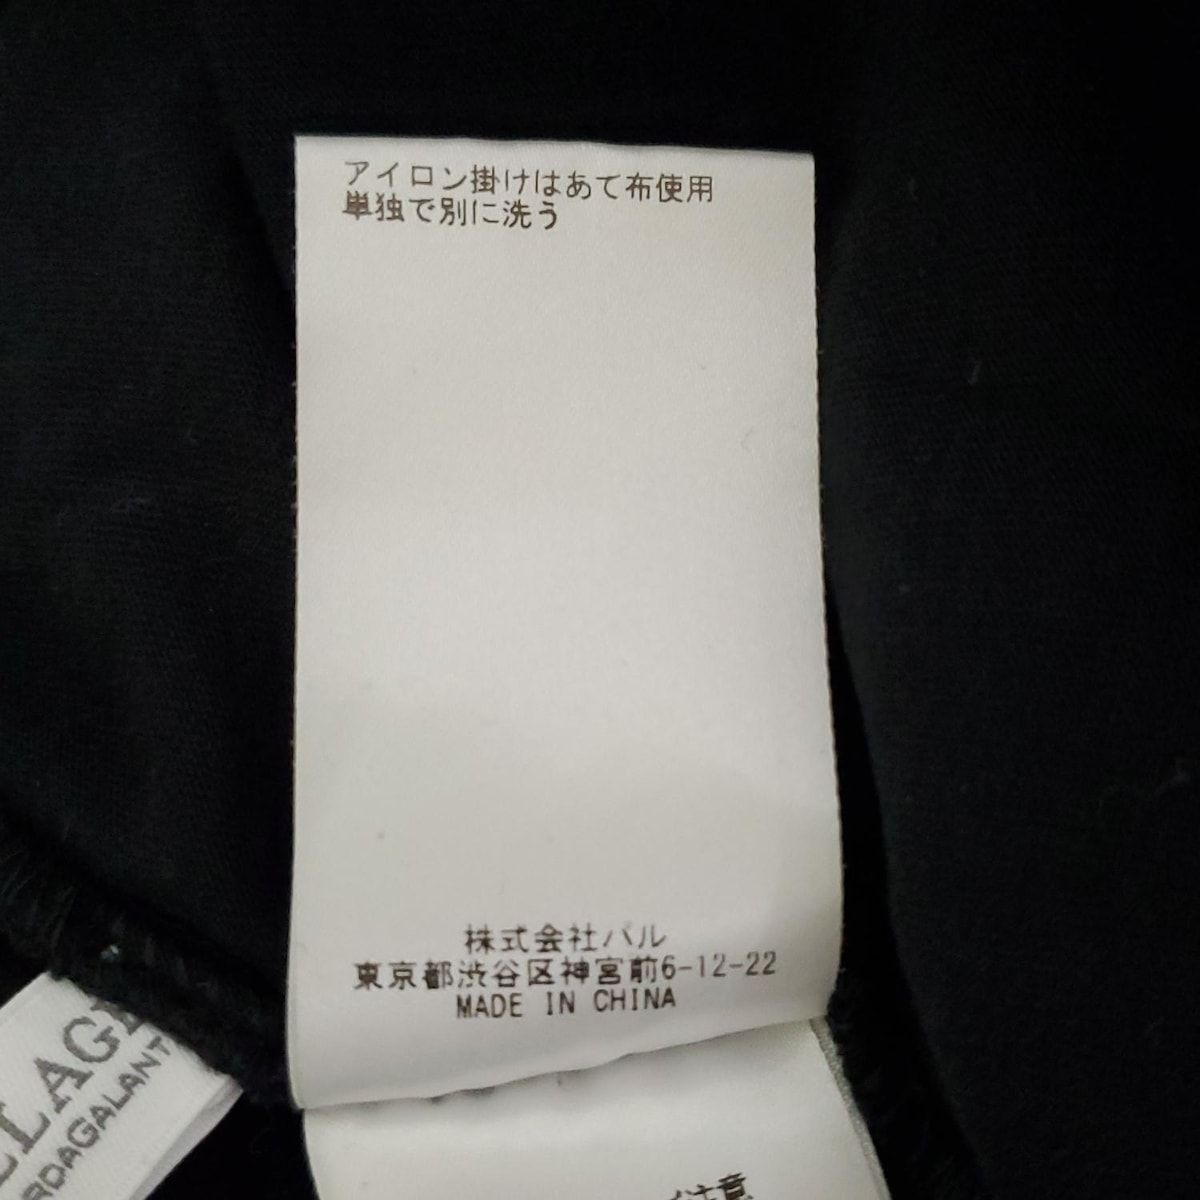 アイロン掛けはあて布使用
単独で別に洗う
株式会社パル
東京都渋谷区神宮前6-12-22
MADE IN CHINA
注意